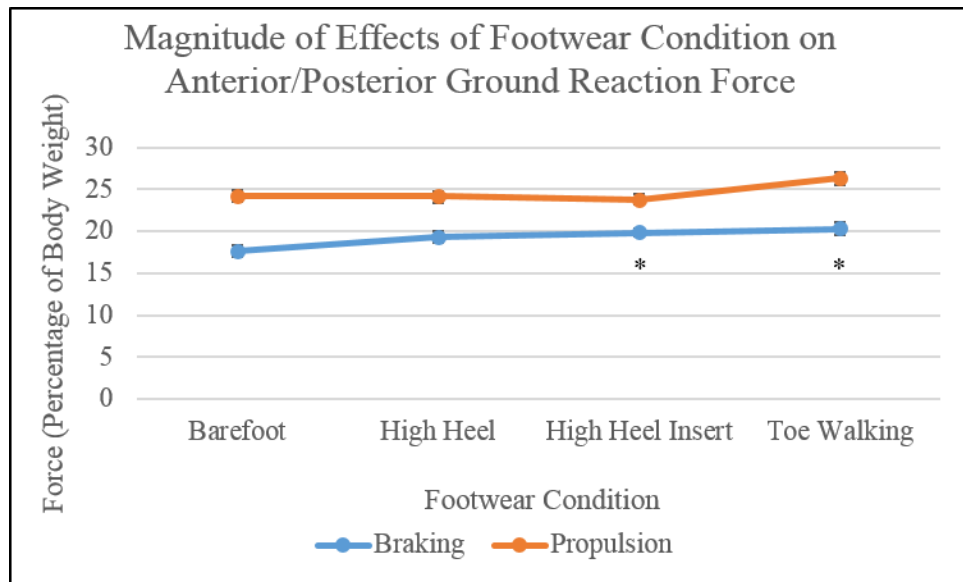 Magnitude of Effects of Footwear Condition on
Anterior/Posterior Ground Reaction Force
Force (Percentage of Body Weight)
30
25
20
15
10
5
0
* *
Barefoot High Heel High Heel Insert Toe Walking
Footwear Condition
Braking Propulsion